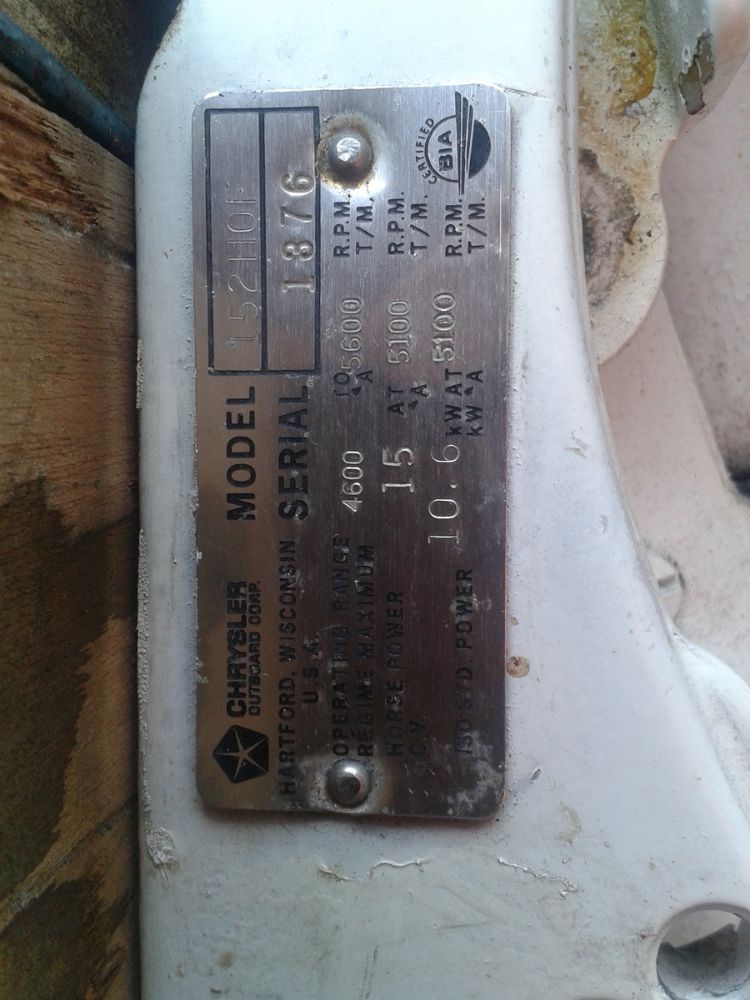 CHRYSLER
OUTBOARD CORP.
HARTFORD, WISCONSIN
U.S.A.
MODEL 152H0F
SERIAL 1376
OPERATING RANGE 4600 TO 5600 R.P.M.
REGIME MAXIMUM A T/M.
HORSE POWER 15 AT 5100 R.P.M.
C.V. A T/M.
ISO STD. POWER 10.6 kW AT 5100 R.P.M.
kW A T/M.
CERTIFIED
BIA